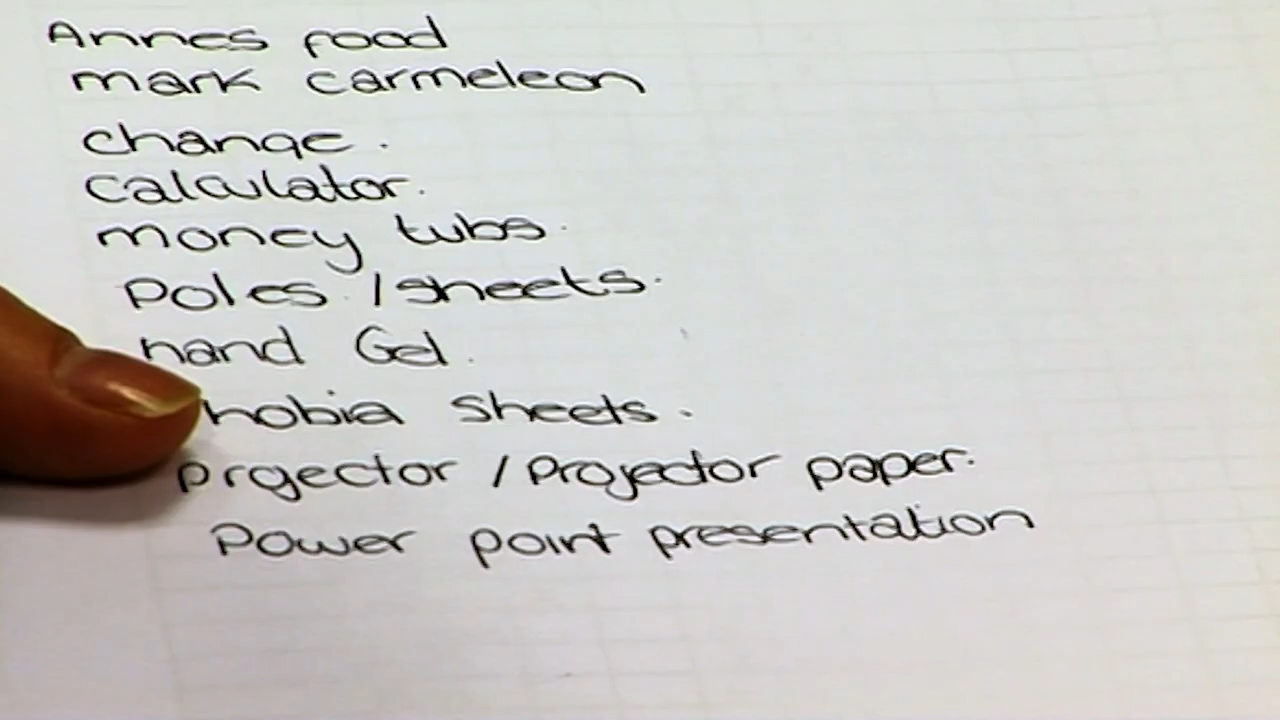 Annes food
mark carmeleon
change.
calculator.
money tubs.
Poles /sheets.
hand Gel.
hobia sheets.
projector / Projector paper.
Power point presentation